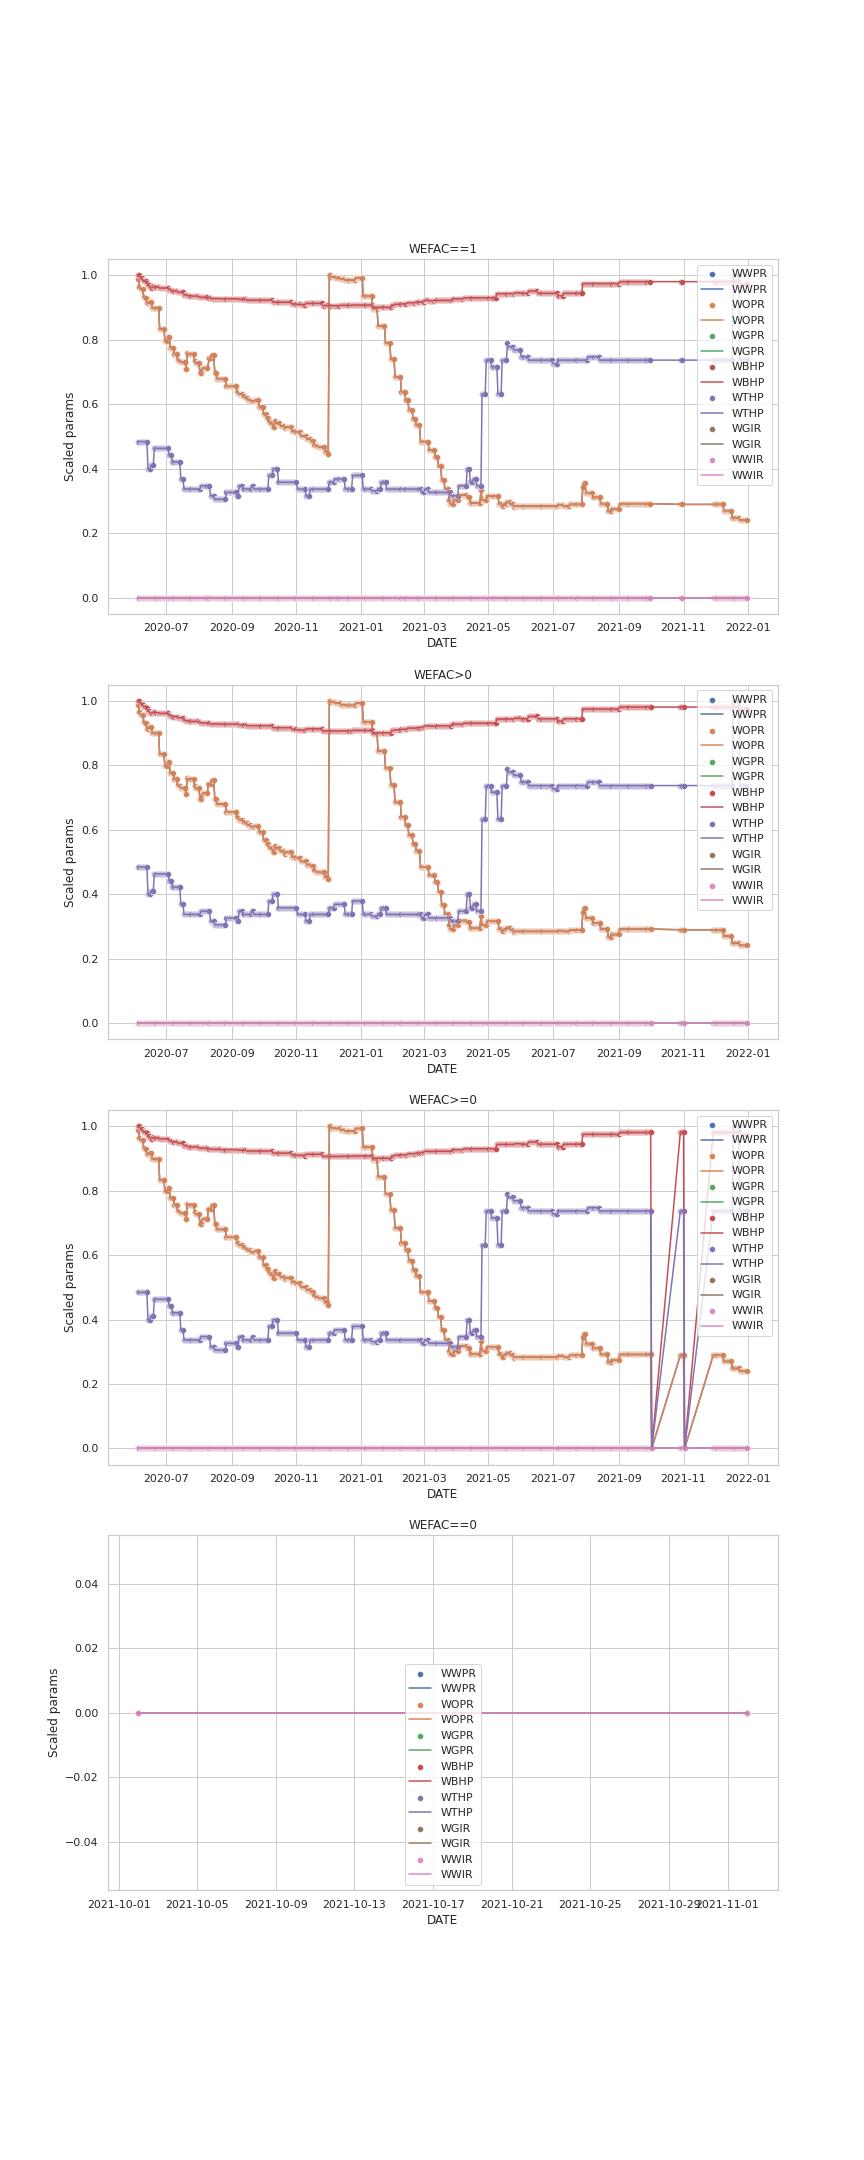 WEFAC==1
1.0
0.8
0.6
0.4
0.2
0.0
Scaled params
WWPR
WWPR
WOPR
WOPR
WGPR
WGPR
WBHP
WBHP
WTHP
WTHP
WGIR
WGIR
WWIR
WWIR
2020-07 2020-09 2020-11 2021-01 2021-03 2021-05 2021-07 2021-09 2021-11 2022-01
DATE
WEFAC>0
1.0
0.8
0.6
0.4
0.2
0.0
Scaled params
WWPR
WWPR
WOPR
WOPR
WGPR
WGPR
WBHP
WBHP
WTHP
WTHP
WGIR
WGIR
WWIR
WWIR
2020-07 2020-09 2020-11 2021-01 2021-03 2021-05 2021-07 2021-09 2021-11 2022-01
DATE
WEFAC>=0
1.0
0.8
0.6
0.4
0.2
0.0
Scaled params
WWPR
WWPR
WOPR
WOPR
WGPR
WGPR
WBHP
WBHP
WTHP
WTHP
WGIR
WGIR
WWIR
WWIR
2020-07 2020-09 2020-11 2021-01 2021-03 2021-05 2021-07 2021-09 2021-11 2022-01
DATE
WEFAC==0
0.04
0.02
0.00
−0.02
−0.04
Scaled params
WWPR
WWPR
WOPR
WOPR
WGPR
WGPR
WBHP
WBHP
WTHP
WTHP
WGIR
WGIR
WWIR
WWIR
2021-10-01 2021-10-05 2021-10-09 2021-10-13 2021-10-17 2021-10-21 2021-10-25 2021-10-29 2021-11-01
DATE